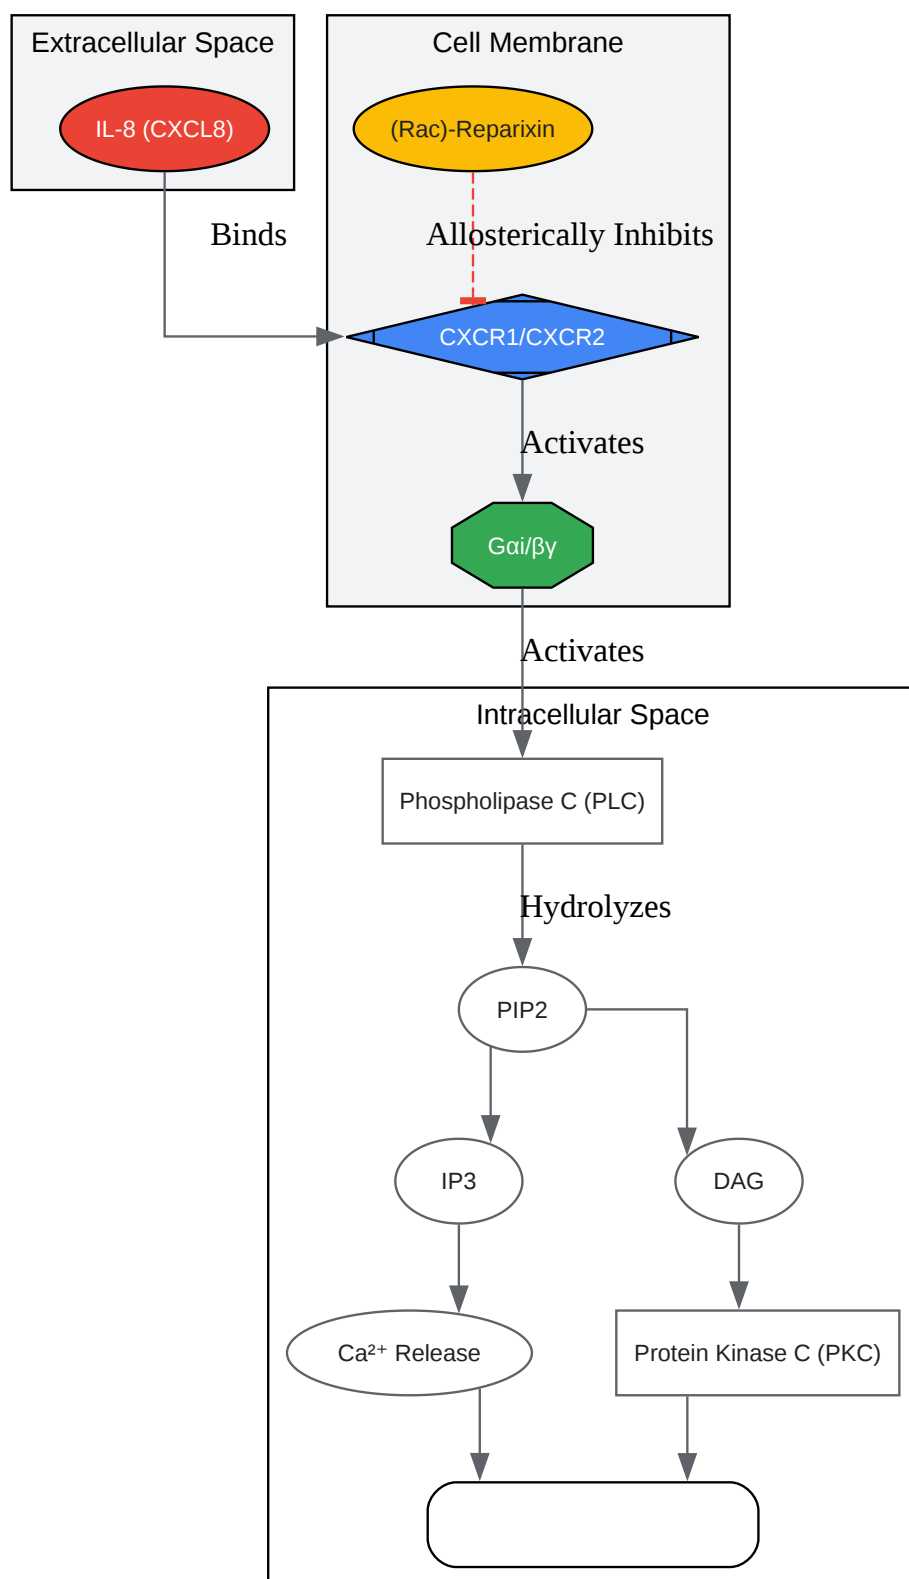 Extracellular Space
Cell Membrane
IL-8 (CXCL8)
(Rac)-Reparixin
Binds
Allosterically Inhibits
CXCR1/CXCR2
Activates
Gαi/βγ
Activates
Intracellular Space
Phospholipase C (PLC)
Hydrolyzes
PIP2
IP3
DAG
Ca²⁺ Release
Protein Kinase C (PKC)